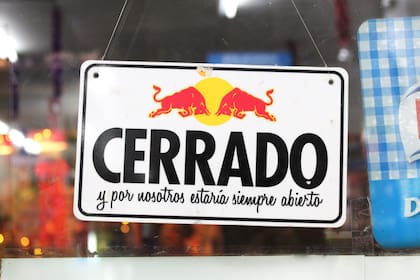 CERRADO
y por nosotros estaría siempre abierto